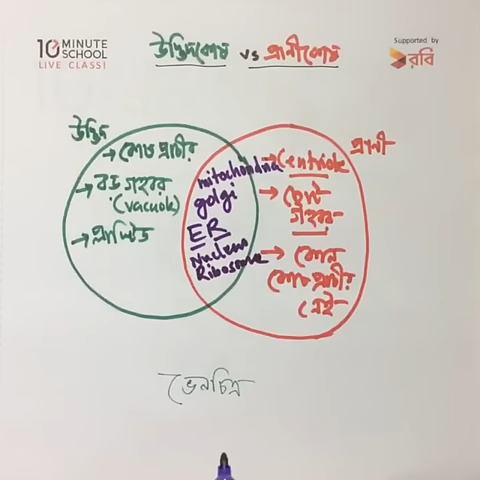 10 MINUTE
SCHOOL
LIVE CLASS!
উদ্ভিদকোষ vs প্রাণীকোষ
Supported by
রবি
উদ্ভিদ
→ কোষ প্রাচীর
→ বড় গহ্বর
(vacuole)
→ প্লাস্টিড
mitochondria
golgi
ER
Nucleus
Ribosome
প্রাণী
→ Centriole
→ ছোট
গহ্বর
→ কোন
কোষ প্রাচীর
নেই
ভেনচিত্র